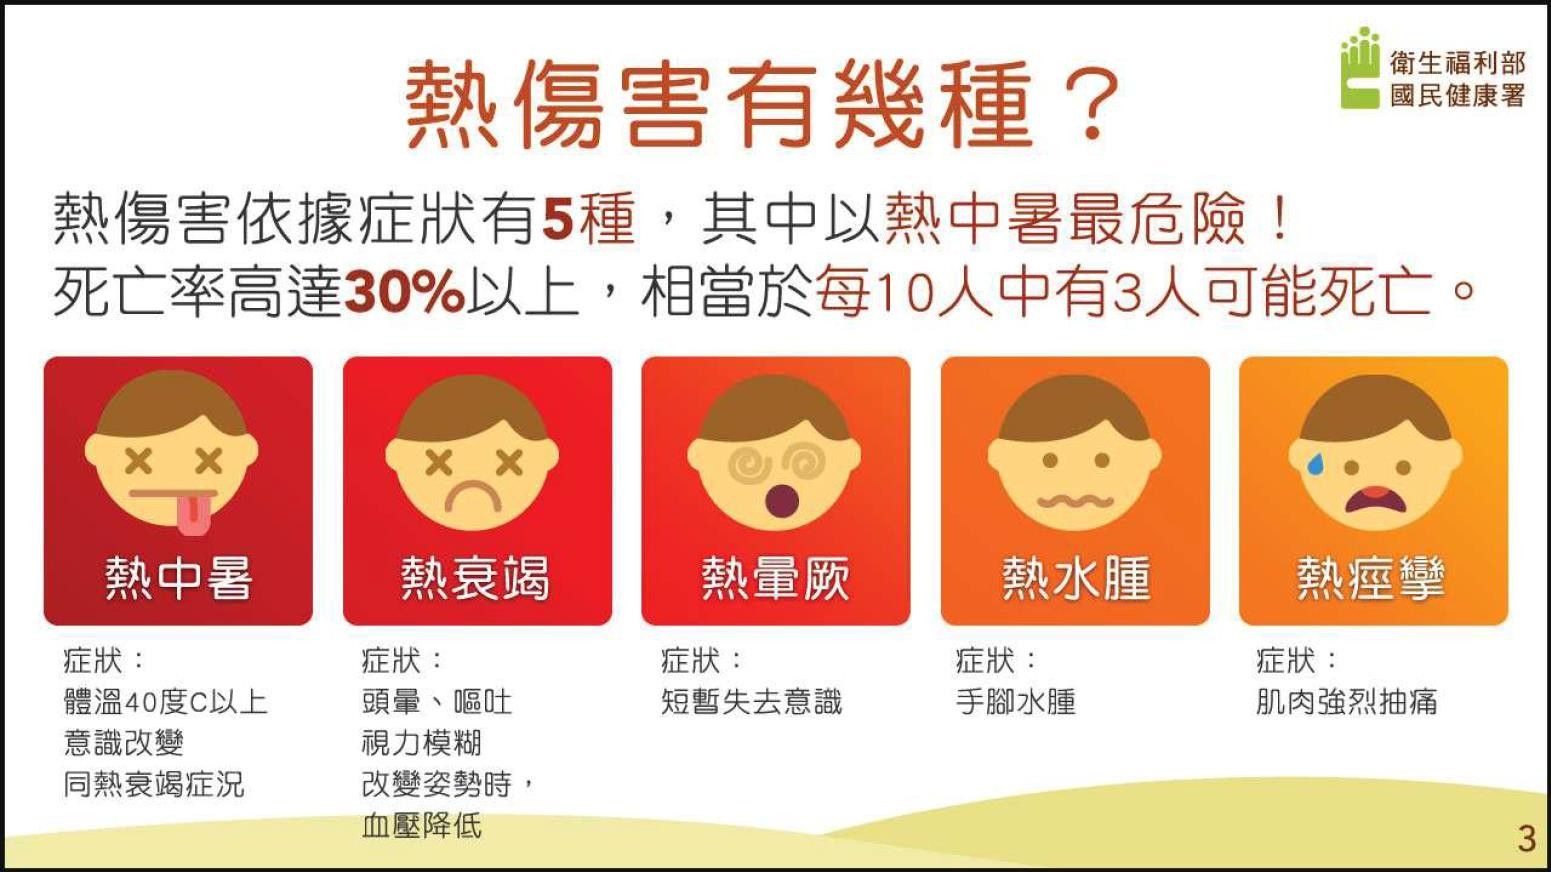 熱傷害有幾種？
衛生福利部
國民健康署
熱傷害依據症狀有5種，其中以熱中暑最危險！
死亡率高達30%以上，相當於每10人中有3人可能死亡。
熱中暑
熱衰竭
熱暈厥
熱水腫
熱痙攣
症狀：
體溫40度C以上
意識改變
同熱衰竭症況
症狀：
頭暈、嘔吐
視力模糊
改變姿勢時，
血壓降低
症狀：
短暫失去意識
症狀：
手腳水腫
症狀：
肌肉強烈抽痛
3